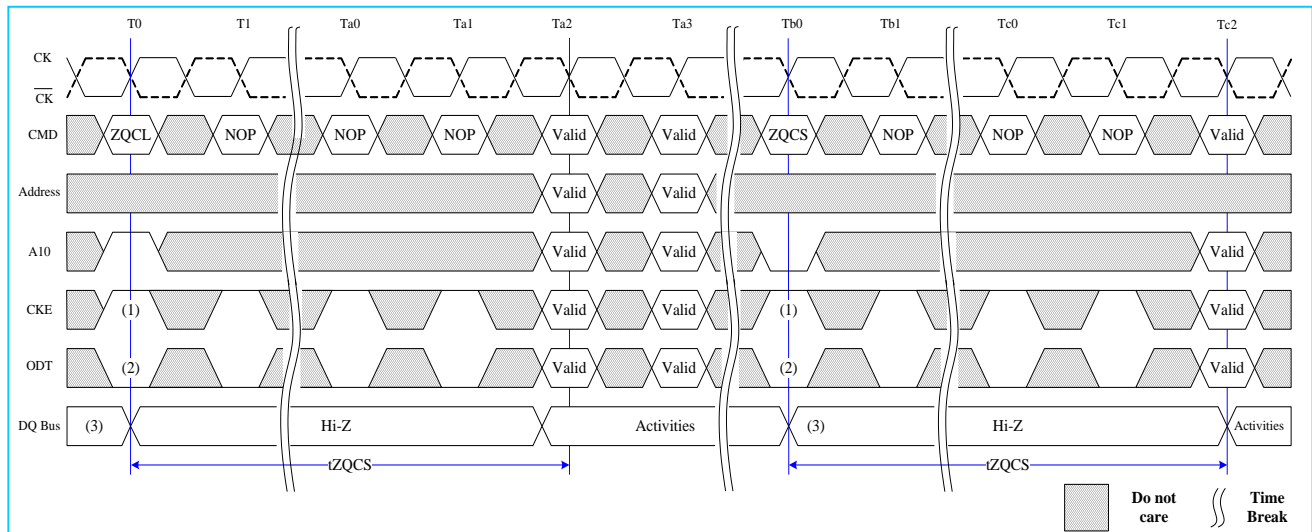 T0 T1 Ta0 Ta1 Ta2 Ta3 Tb0 Tb1 Tc0 Tc1 Tc2
CK
CK
CMD ZQCL NOP NOP NOP Valid Valid ZQCS NOP NOP NOP Valid
Address Valid Valid
A10 Valid Valid Valid
CKE (1) Valid Valid (1) Valid
ODT (2) Valid Valid (2) Valid
DQ Bus (3) Hi-Z Activities (3) Hi-Z Activities
tZQCS tZQCS
Do not care
Time Break